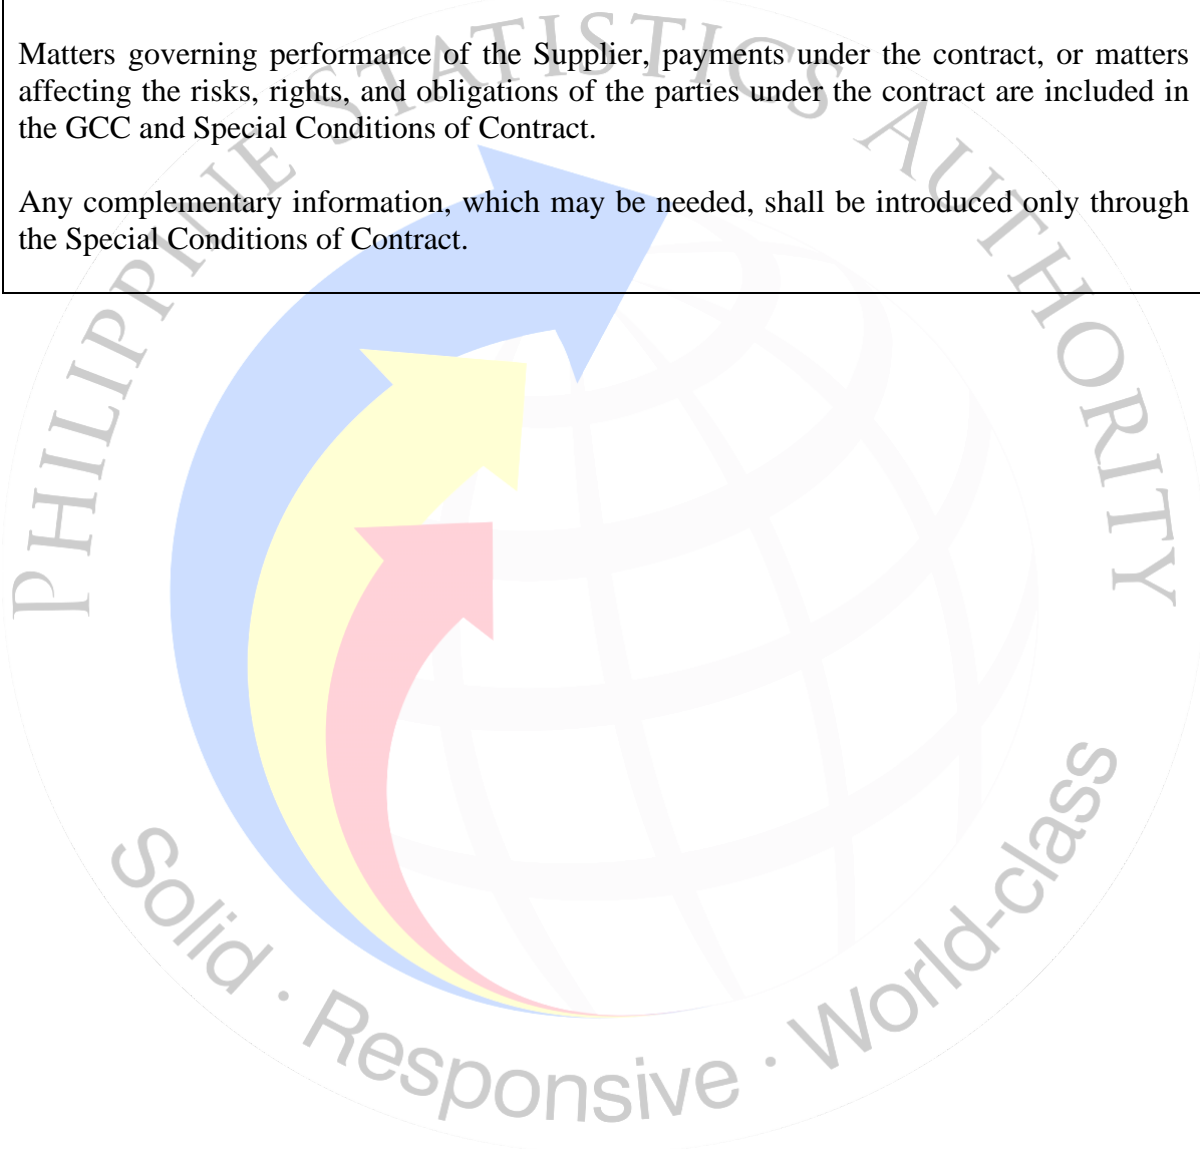 Matters governing performance of the Supplier, payments under the contract, or matters
affecting the risks, rights, and obligations of the parties under the contract are included in
the GCC and Special Conditions of Contract.
Any complementary information, which may be needed, shall be introduced only through
the Special Conditions of Contract.
PHILIPPINE STATISTICS AUTHORITY
Solid · Responsive · World-class